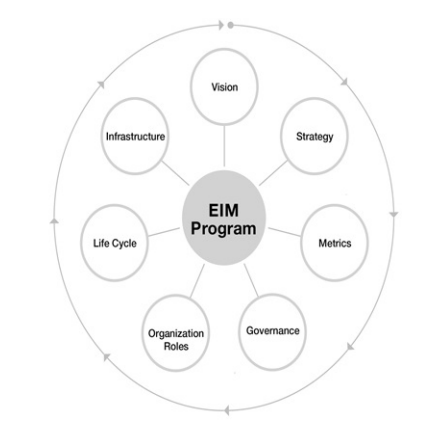 Vision
Strategy
Metrics
Governance
Organization
Roles
Life Cycle
Infrastructure
EIM
Program